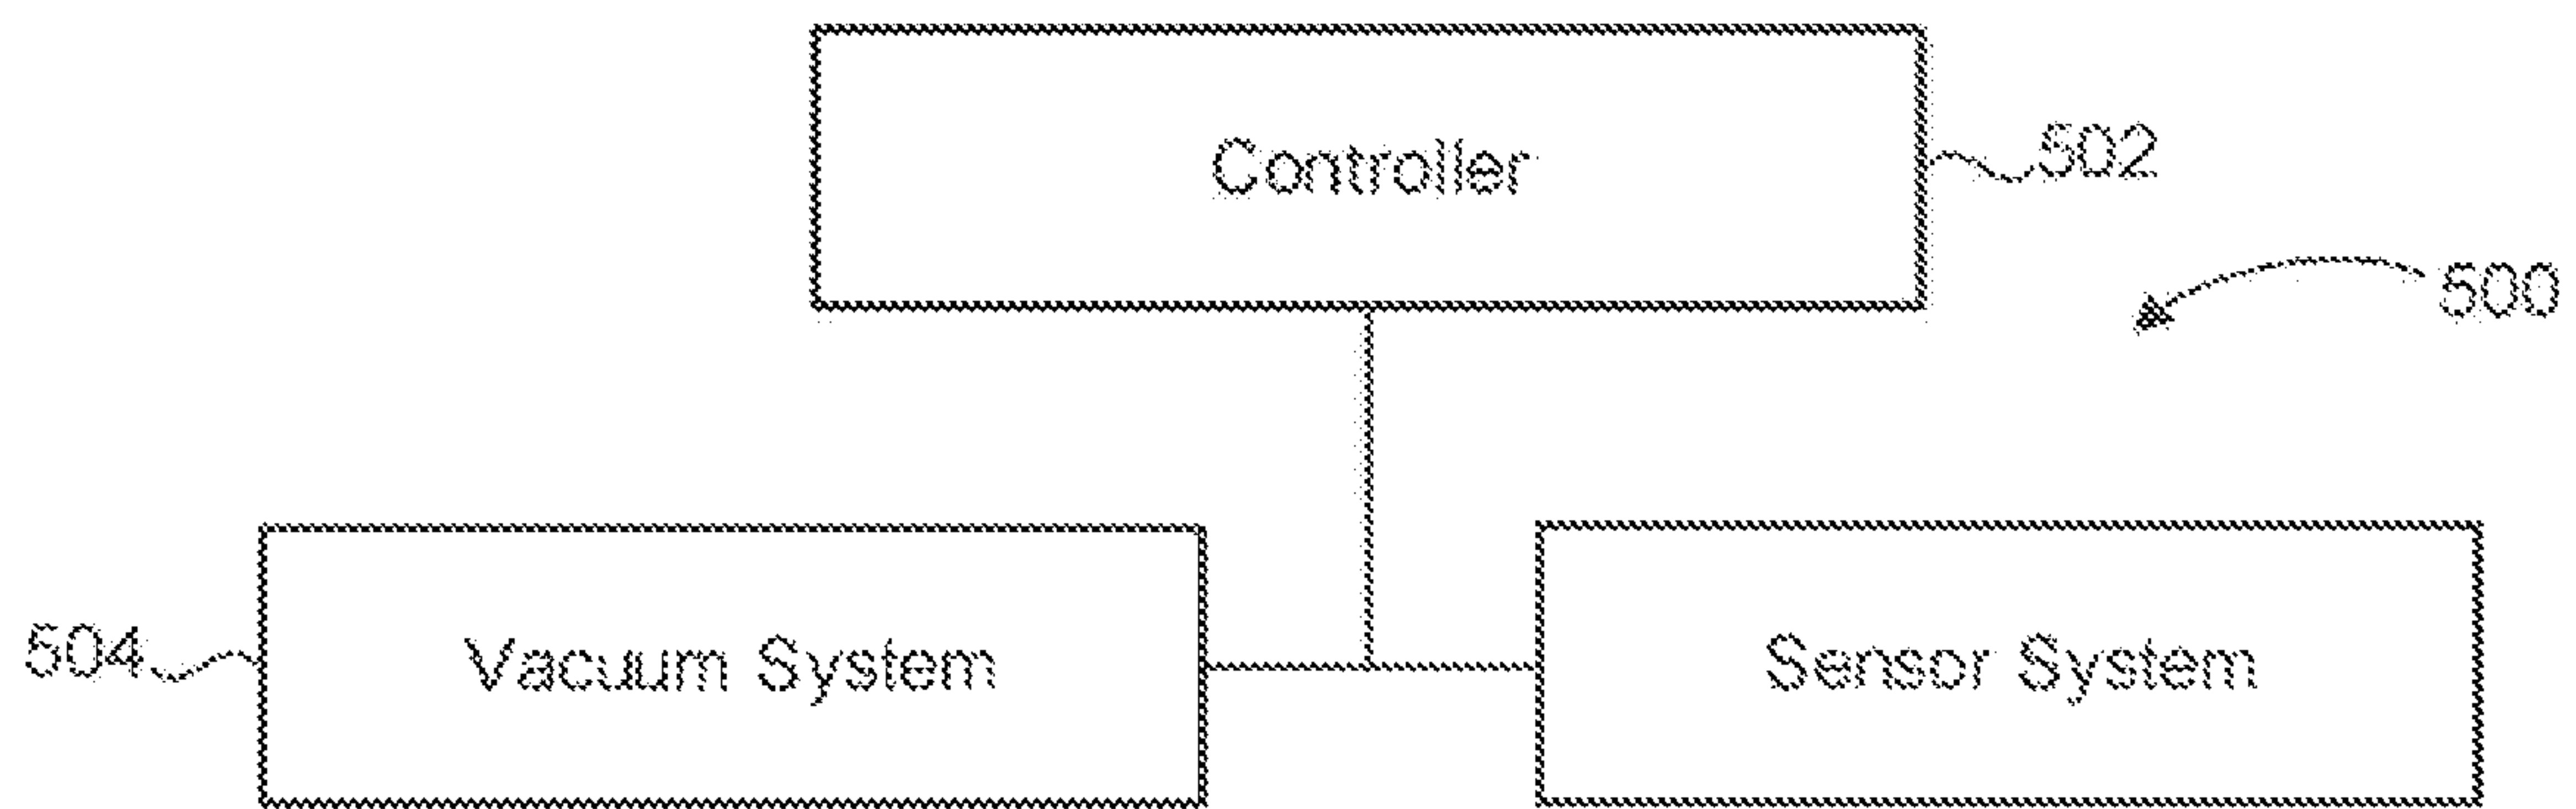 Controller
502
500
504
Vacuum System
Sensor System